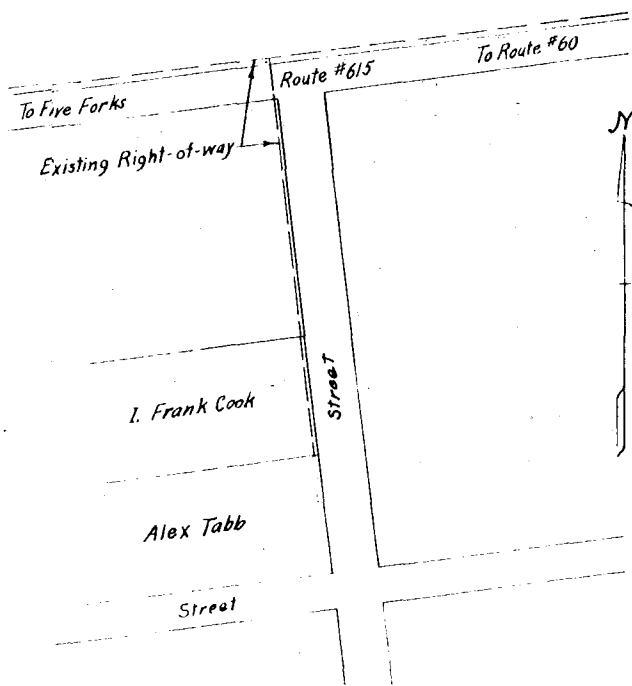 To Route #60
Route #615
To Five Forks
Existing Right-of-way
N
Street
I. Frank Cook
Alex Tabb
Street